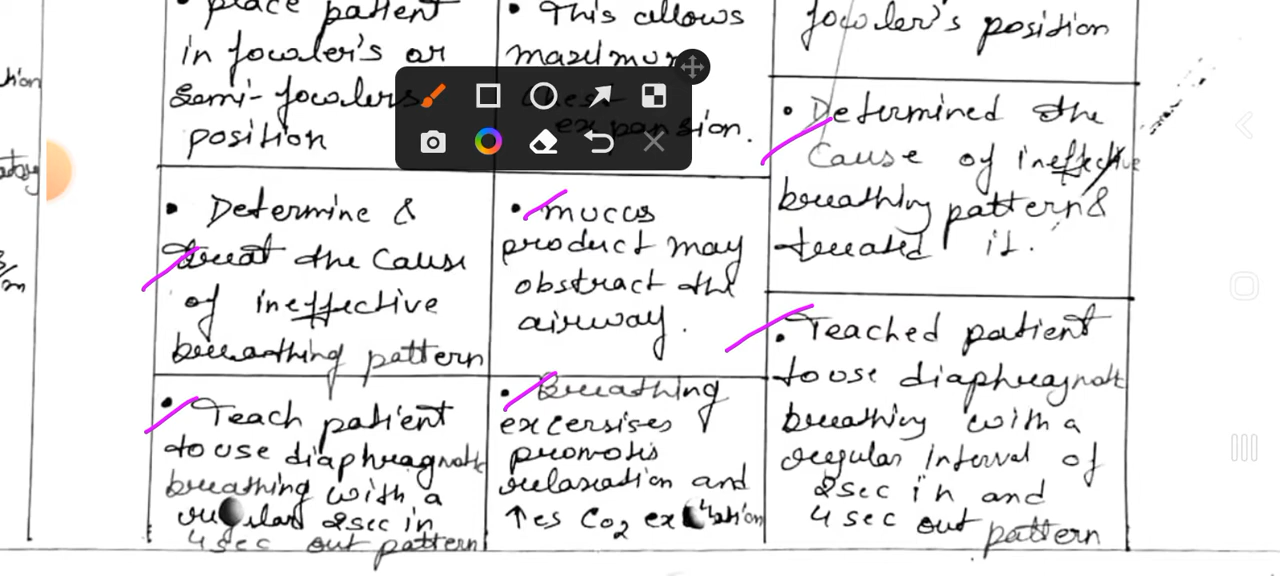 place patient
in fowler's or
Semi-fowlers
position
• This allows
maximum
chest
expansion.
fowler's position
• Determine &
treat the cause
of ineffective
breathing pattern
• mucus
product may
obstract the
airway.
• Determined the
Cause of ineffective
breathing pattern &
treated it.
• Teach patient
to use diaphragmatic
breathing with a
regular 2sec in
4 sec out pattern
• Breathing
excersises
promotis
relaxation and
↑es CO2
• Teached patient
to use diaphragmatic
breathing with a
regular interval of
2sec in and
4 sec out pattern